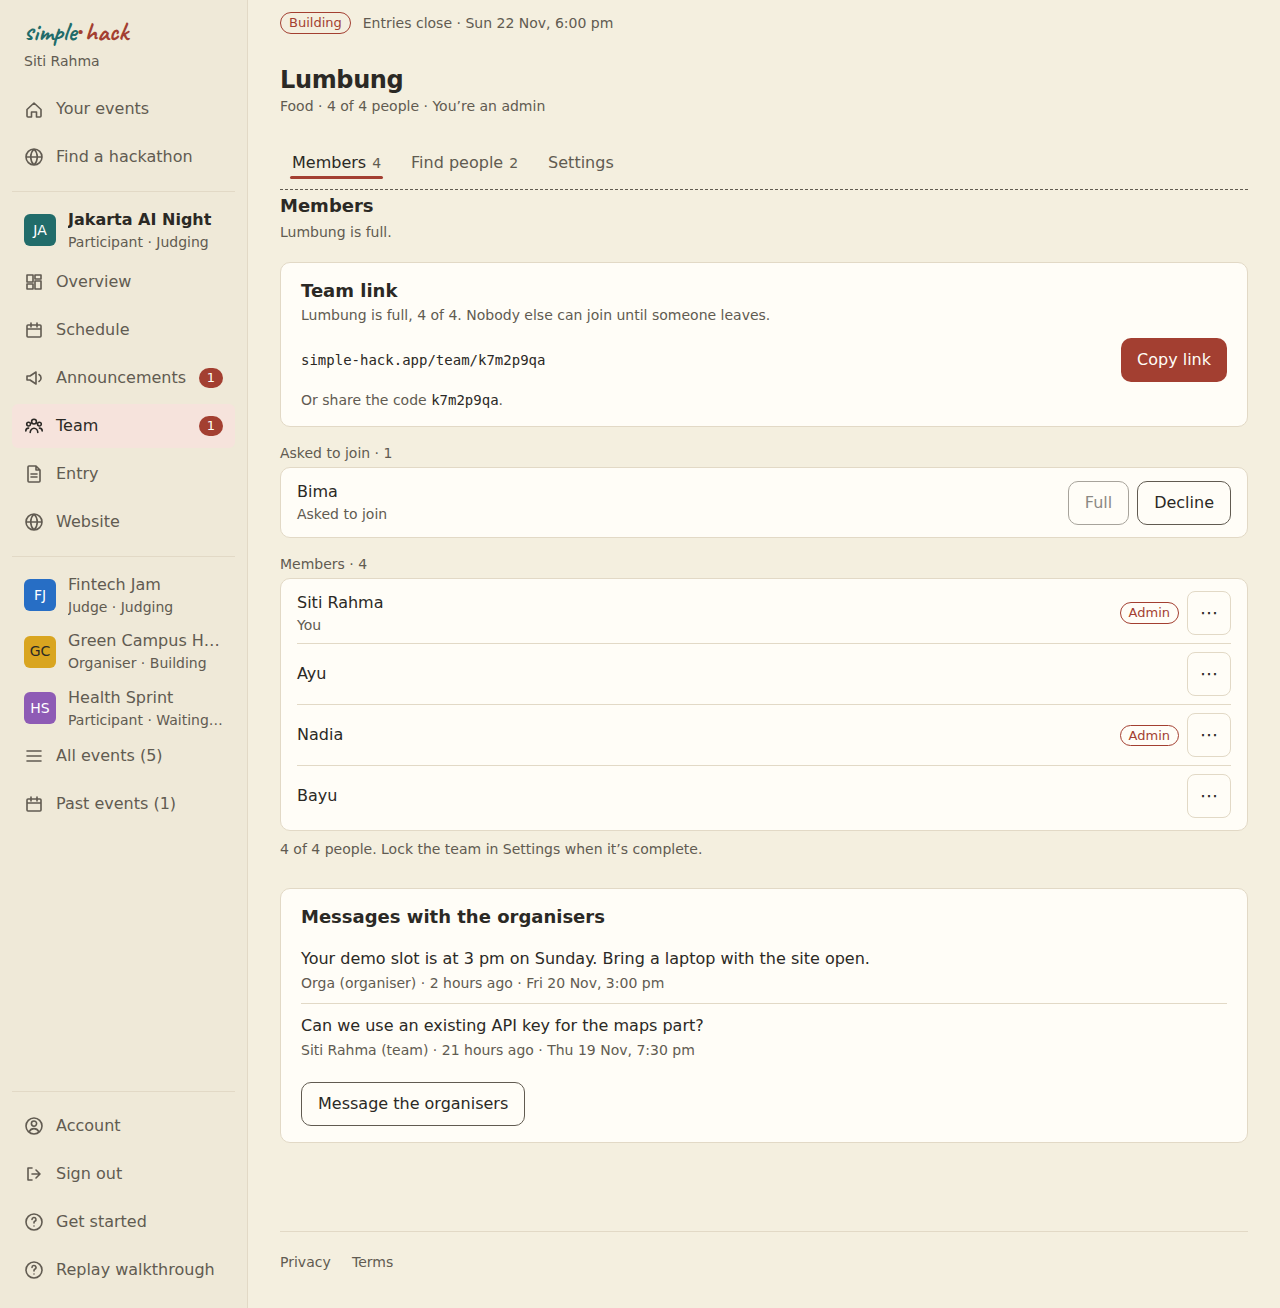 simple·hack
Siti Rahma
Your events
Find a hackathon
JA
Jakarta AI Night
Participant · Judging
Overview
Schedule
Announcements 1
Team 1
Entry
Website
FJ
Fintech Jam
Judge · Judging
GC
Green Campus H…
Organiser · Building
HS
Health Sprint
Participant · Waiting…
All events (5)
Past events (1)
Account
Sign out
Get started
Replay walkthrough
Building Entries close · Sun 22 Nov, 6:00 pm
Lumbung
Food · 4 of 4 people · You’re an admin
Members 4 Find people 2 Settings
Members
Lumbung is full.
Team link
Lumbung is full, 4 of 4. Nobody else can join until someone leaves.
simple-hack.app/team/k7m2p9qa Copy link
Or share the code k7m2p9qa.
Asked to join · 1
Bima
Asked to join
Full Decline
Members · 4
Siti Rahma
You
Admin ···
Ayu ···
Nadia Admin ···
Bayu ···
4 of 4 people. Lock the team in Settings when it’s complete.
Messages with the organisers
Your demo slot is at 3 pm on Sunday. Bring a laptop with the site open.
Orga (organiser) · 2 hours ago · Fri 20 Nov, 3:00 pm
Can we use an existing API key for the maps part?
Siti Rahma (team) · 21 hours ago · Thu 19 Nov, 7:30 pm
Message the organisers
Privacy Terms